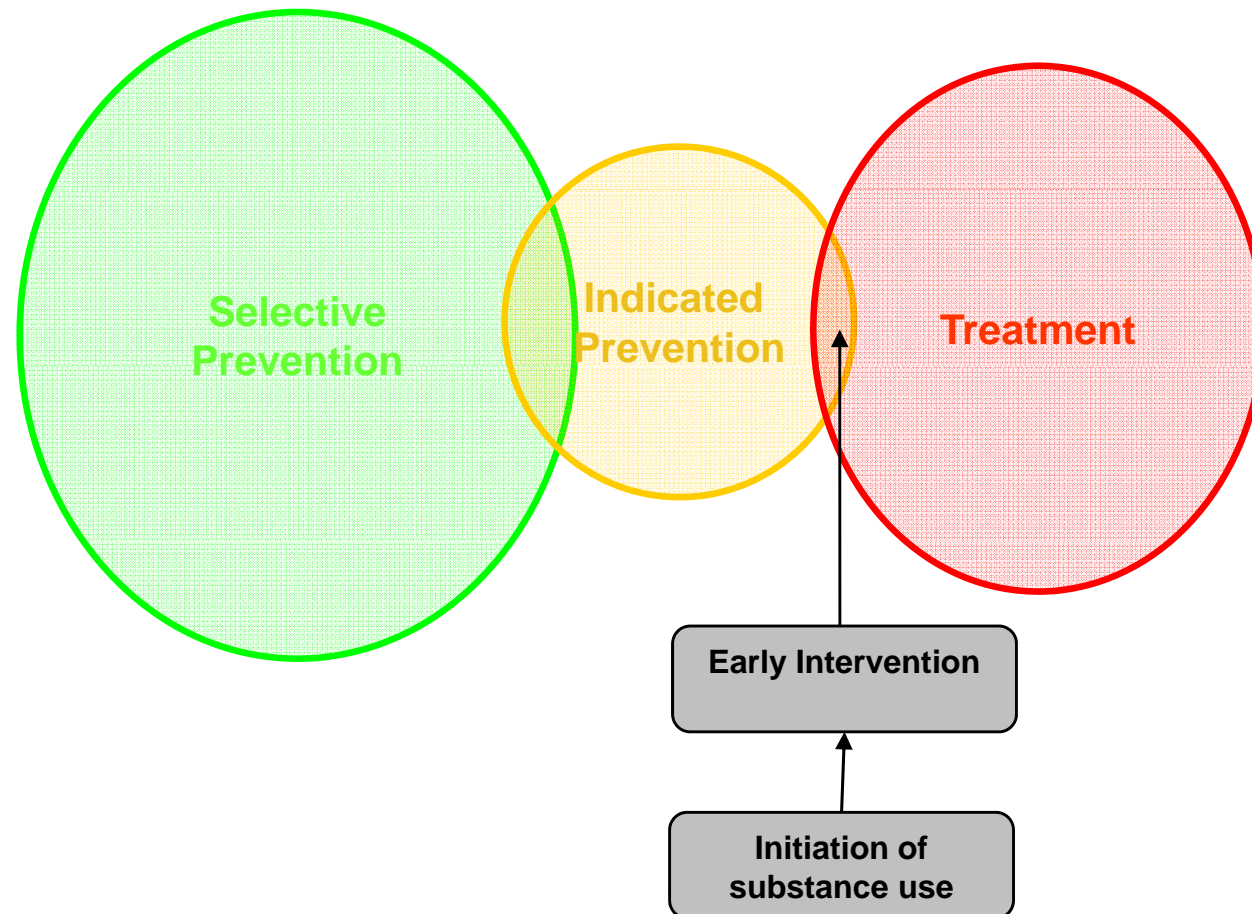 Selective
Prevention
Indicated
Prevention
Treatment
Early Intervention
Initiation of
substance use